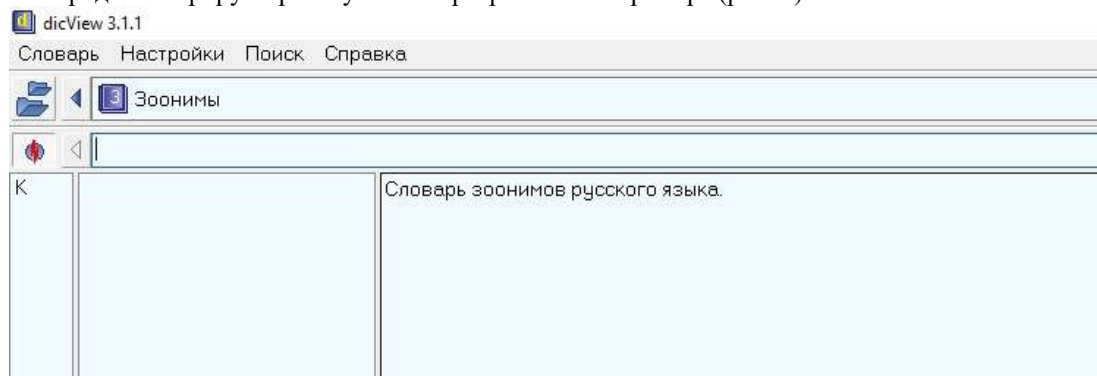 dicView 3.1.1
Словарь Настройки Поиск Справка
З Зоонимы
К
Словарь зоонимов русского языка.